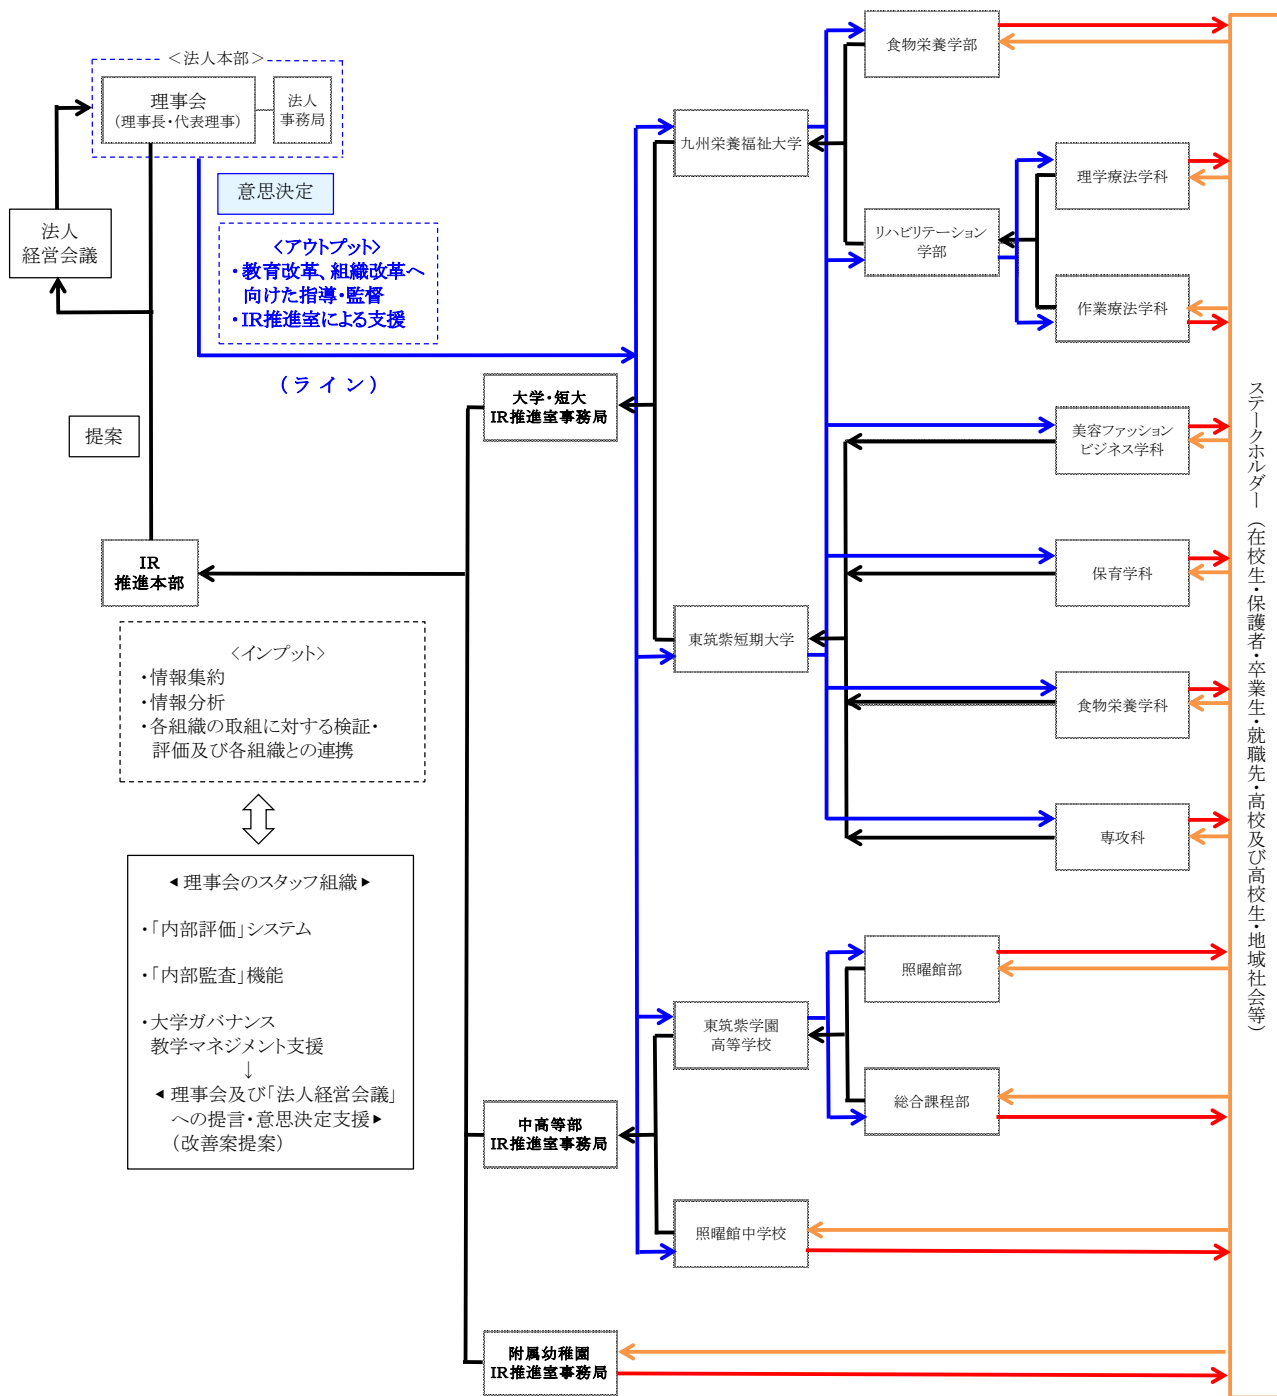 ＜法人本部＞
理事会
（理事長・代表理事）
法人
事務局
意思決定
〈アウトプット〉
・教育改革、組織改革へ
向けた指導・監督
・IR推進室による支援
（ライン）
法人
経営会議
提案
IR
推進本部
〈インプット〉
・情報集約
・情報分析
・各組織の取組に対する検証・
評価及び各組織との連携
◀ 理事会のスタッフ組織 ▶
・「内部評価」システム
・「内部監査」機能
・大学ガバナンス
教学マネジメント支援
↓
◀ 理事会及び「法人経営会議」
への提言・意思決定支援 ▶
（改善案提案）
大学・短大
IR推進室事務局
中高等部
IR推進室事務局
附属幼稚園
IR推進室事務局
九州栄養福祉大学
東筑紫短期大学
東筑紫学園
高等学校
照曜館中学校
食物栄養学部
リハビリテーション
学部
理学療法学科
作業療法学科
美容ファッション
ビジネス学科
保育学科
食物栄養学科
専攻科
照曜館部
総合課程部
ステークホルダー（在校生・保護者・卒業生・就職先・高校及び高校生・地域社会等）